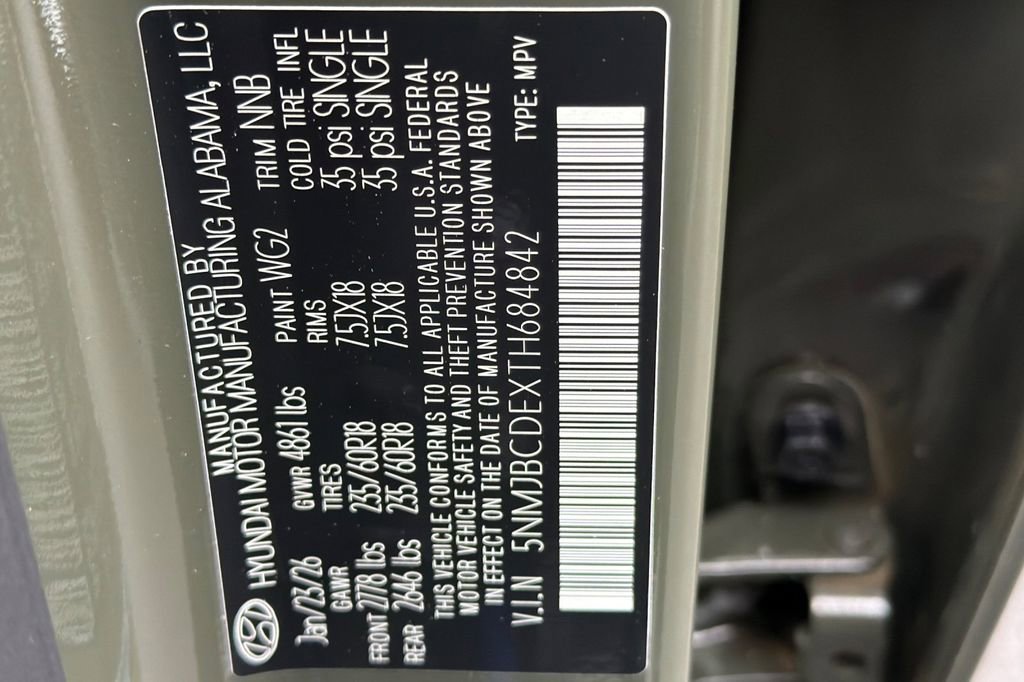 MANUFACTURED BY
HYUNDAI MOTOR MANUFACTURING ALABAMA, LLC
Jan/23/26 GVWR 4861 lbs PAINT WG2 TRIM NNB
GAWR TIRES RIMS COLD TIRE INFL
FRONT 2778 lbs 235/60R18 7.5JX18 35 psi SINGLE
REAR 2646 lbs 235/60R18 7.5JX18 35 psi SINGLE
THIS VEHICLE CONFORMS TO ALL APPLICABLE U.S.A. FEDERAL
MOTOR VEHICLE SAFETY AND THEFT PREVENTION STANDARDS
IN EFFECT ON THE DATE OF MANUFACTURE SHOWN ABOVE
V.I.N 5NMJBCDEXTH684842 TYPE: MPV